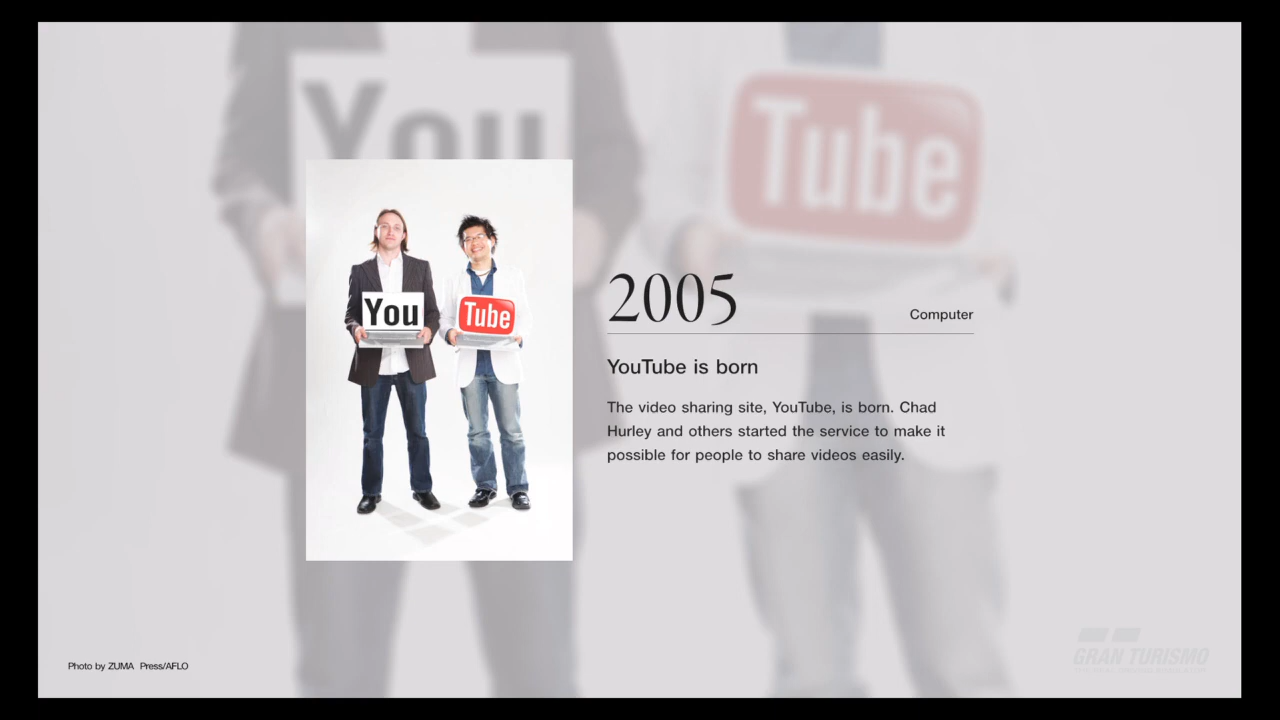 You
Tube
You
Tube
2005
Computer
YouTube is born
The video sharing site, YouTube, is born. Chad
Hurley and others started the service to make it
possible for people to share videos easily.
Photo by ZUMA Press/AFLO
GRAN TURISMO